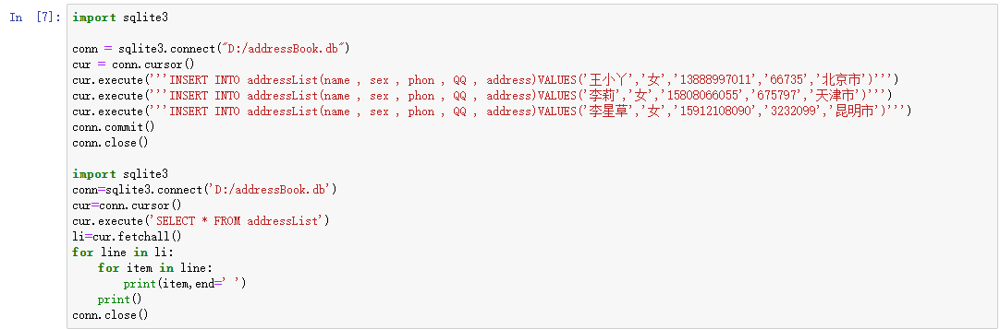 In [7]: import sqlite3
conn = sqlite3.connect("D:/addressBook.db")
cur = conn.cursor()
cur.execute('''INSERT INTO addressList(name , sex , phon , QQ , address)VALUES('王小丫','女','13888997011','66735','北京市')''')
cur.execute('''INSERT INTO addressList(name , sex , phon , QQ , address)VALUES('李莉','女','15808066055','675797','天津市')''')
cur.execute('''INSERT INTO addressList(name , sex , phon , QQ , address)VALUES('李星草','女','15912108090','3232099','昆明市')''')
conn.commit()
conn.close()
import sqlite3
conn=sqlite3.connect('D:/addressBook.db')
cur=conn.cursor()
cur.execute('SELECT * FROM addressList')
li=cur.fetchall()
for line in li:
    for item in line:
        print(item,end=' ')
    print()
conn.close()